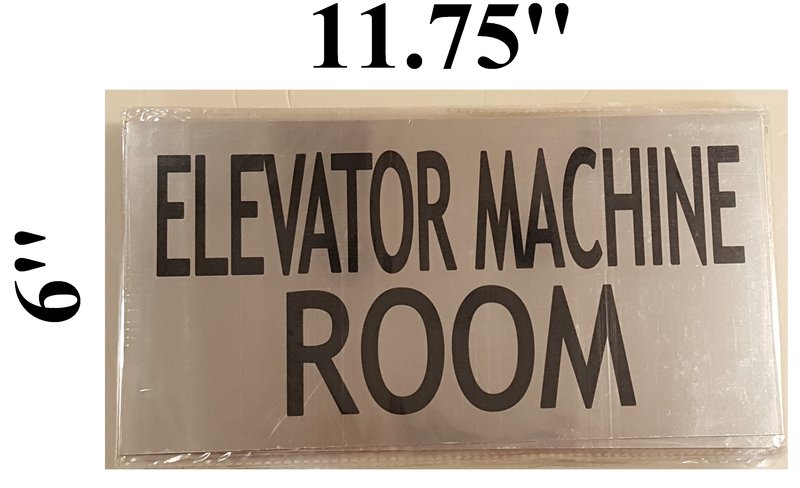 11.75"
6"
ELEVATOR MACHINE
ROOM